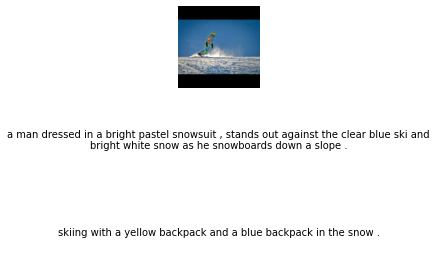 a man dressed in a bright pastel snowsuit , stands out against the clear blue ski and
bright white snow as he snowboards down a slope .
skiing with a yellow backpack and a blue backpack in the snow .